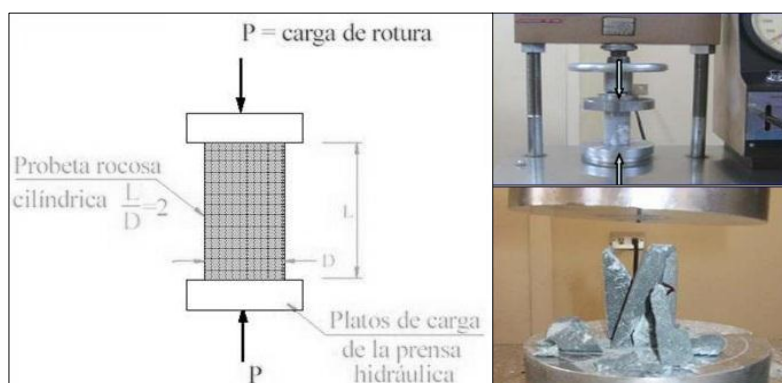 P = carga de rotura
Probeta rocosa
cilíndrica L/D=2
L
D
Platos de carga
de la prensa
hidráulica
P